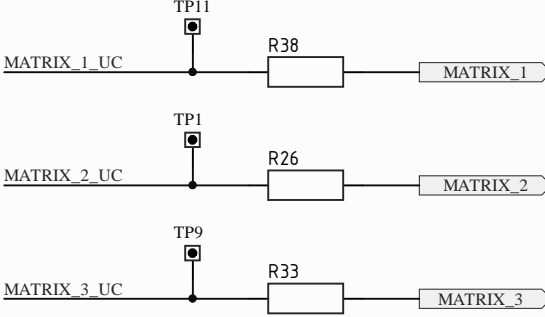 TP11
R38
MATRIX_1_UC
MATRIX_1
TP1
R26
MATRIX_2_UC
MATRIX_2
TP9
R33
MATRIX_3_UC
MATRIX_3